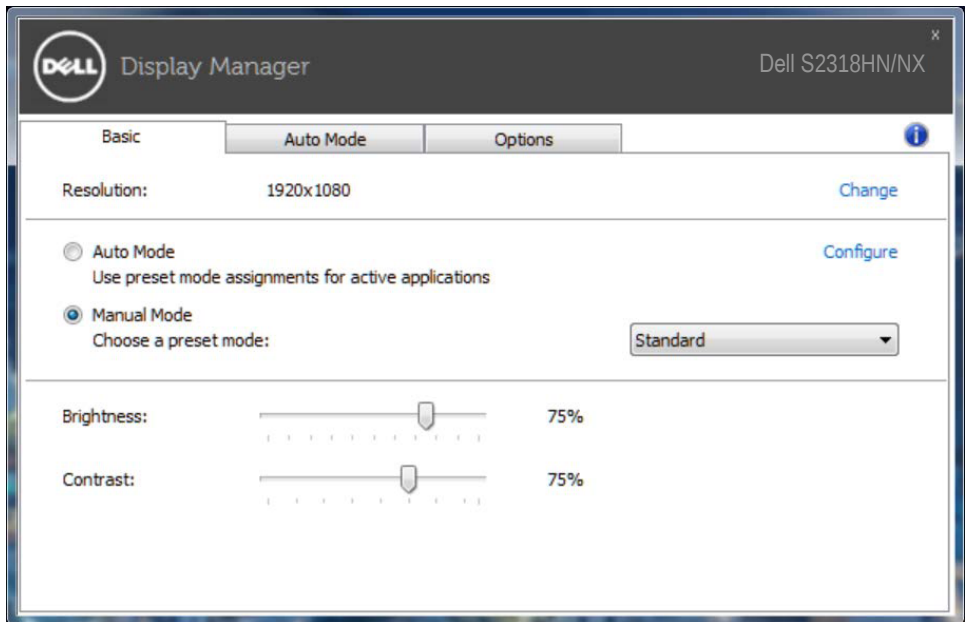 x
DELL Display Manager Dell S2318HN/NX
Basic Auto Mode Options i
Resolution: 1920x1080 Change
Auto Mode Configure
Use preset mode assignments for active applications
Manual Mode
Choose a preset mode: Standard
Brightness: 75%
Contrast: 75%